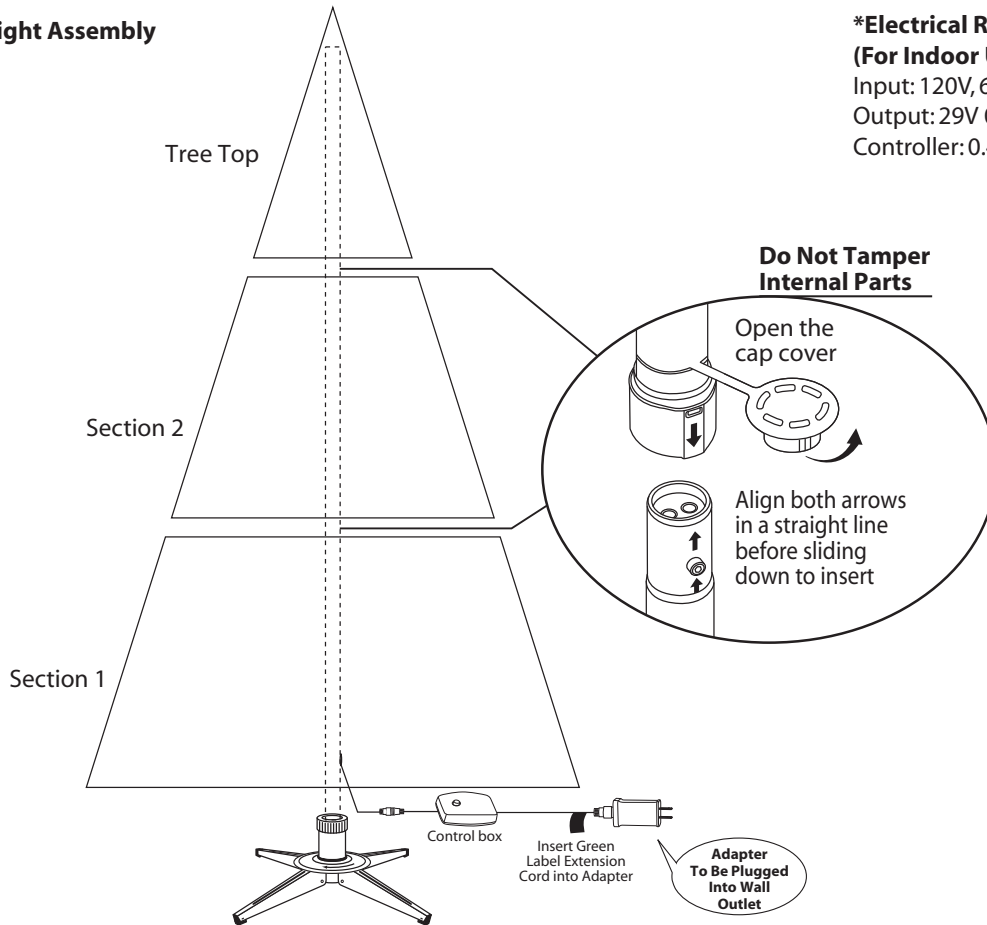 ight Assembly
*Electrical R
(For Indoor
Input: 120V, 6
Output: 29V
Controller: 0.
Tree Top
Do Not Tamper
Internal Parts
Open the
cap cover
Section 2
Align both arrows
in a straight line
before sliding
down to insert
Section 1
Control box
Insert Green
Label Extension
Cord into Adapter
Adapter
To Be Plugged
Into Wall
Outlet